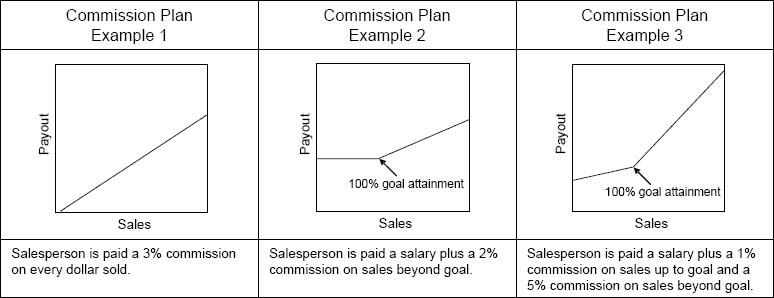 Commission Plan
Example 1
Commission Plan
Example 2
Commission Plan
Example 3
Payout
Sales
Payout
100% goal attainment
Sales
Payout
100% goal attainment
Sales
Salesperson is paid a 3% commission
on every dollar sold.
Salesperson is paid a salary plus a 2%
commission on sales beyond goal.
Salesperson is paid a salary plus a 1%
commission on sales up to goal and a
5% commission on sales beyond goal.